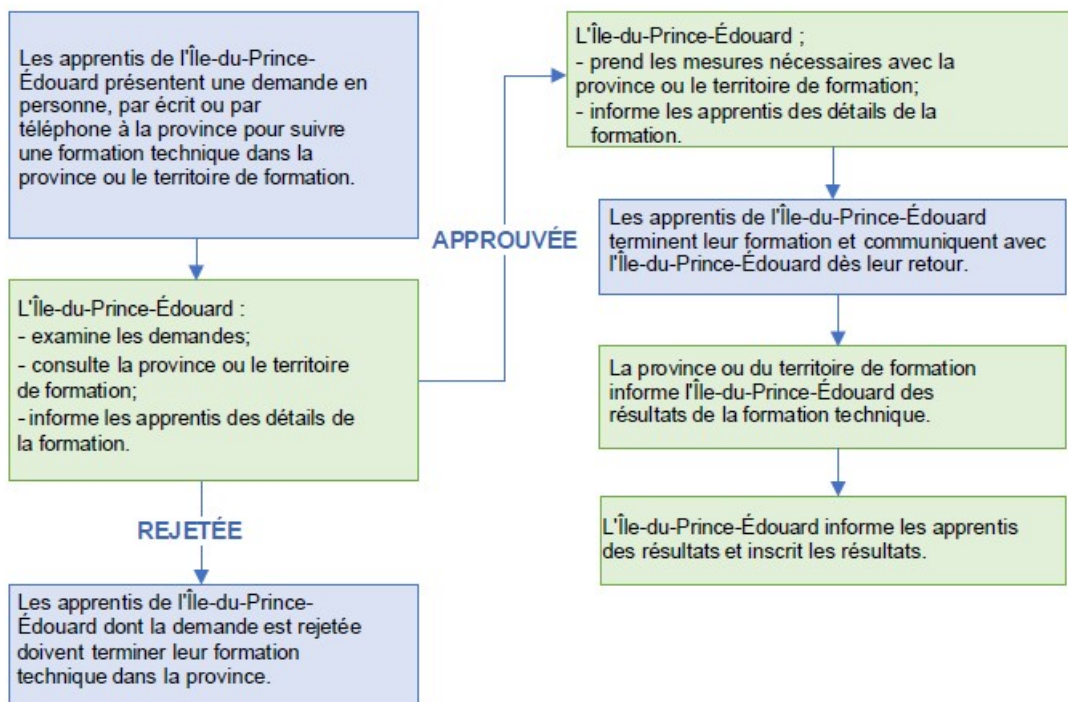 Les apprentis de l'Île-du-Prince-
Édouard présentent une demande en
personne, par écrit ou par
téléphone à la province pour suivre
une formation technique dans la
province ou le territoire de formation.
L'Île-du-Prince-Édouard :
- examine les demandes;
- consulte la province ou le territoire
de formation;
- informe les apprentis des détails de
la formation.
REJETÉE
Les apprentis de l'Île-du-Prince-
Édouard dont la demande est rejetée
doivent terminer leur formation
technique dans la province.
APPROUVÉE
L'Île-du-Prince-Édouard ;
- prend les mesures nécessaires avec la
province ou le territoire de formation;
- informe les apprentis des détails de la
formation.
Les apprentis de l'Île-du-Prince-Édouard
terminent leur formation et communiquent avec
l'Île-du-Prince-Édouard dès leur retour.
La province ou du territoire de formation
informe l'Île-du-Prince-Édouard des
résultats de la formation technique.
L'Île-du-Prince-Édouard informe les apprentis
des résultats et inscrit les résultats.